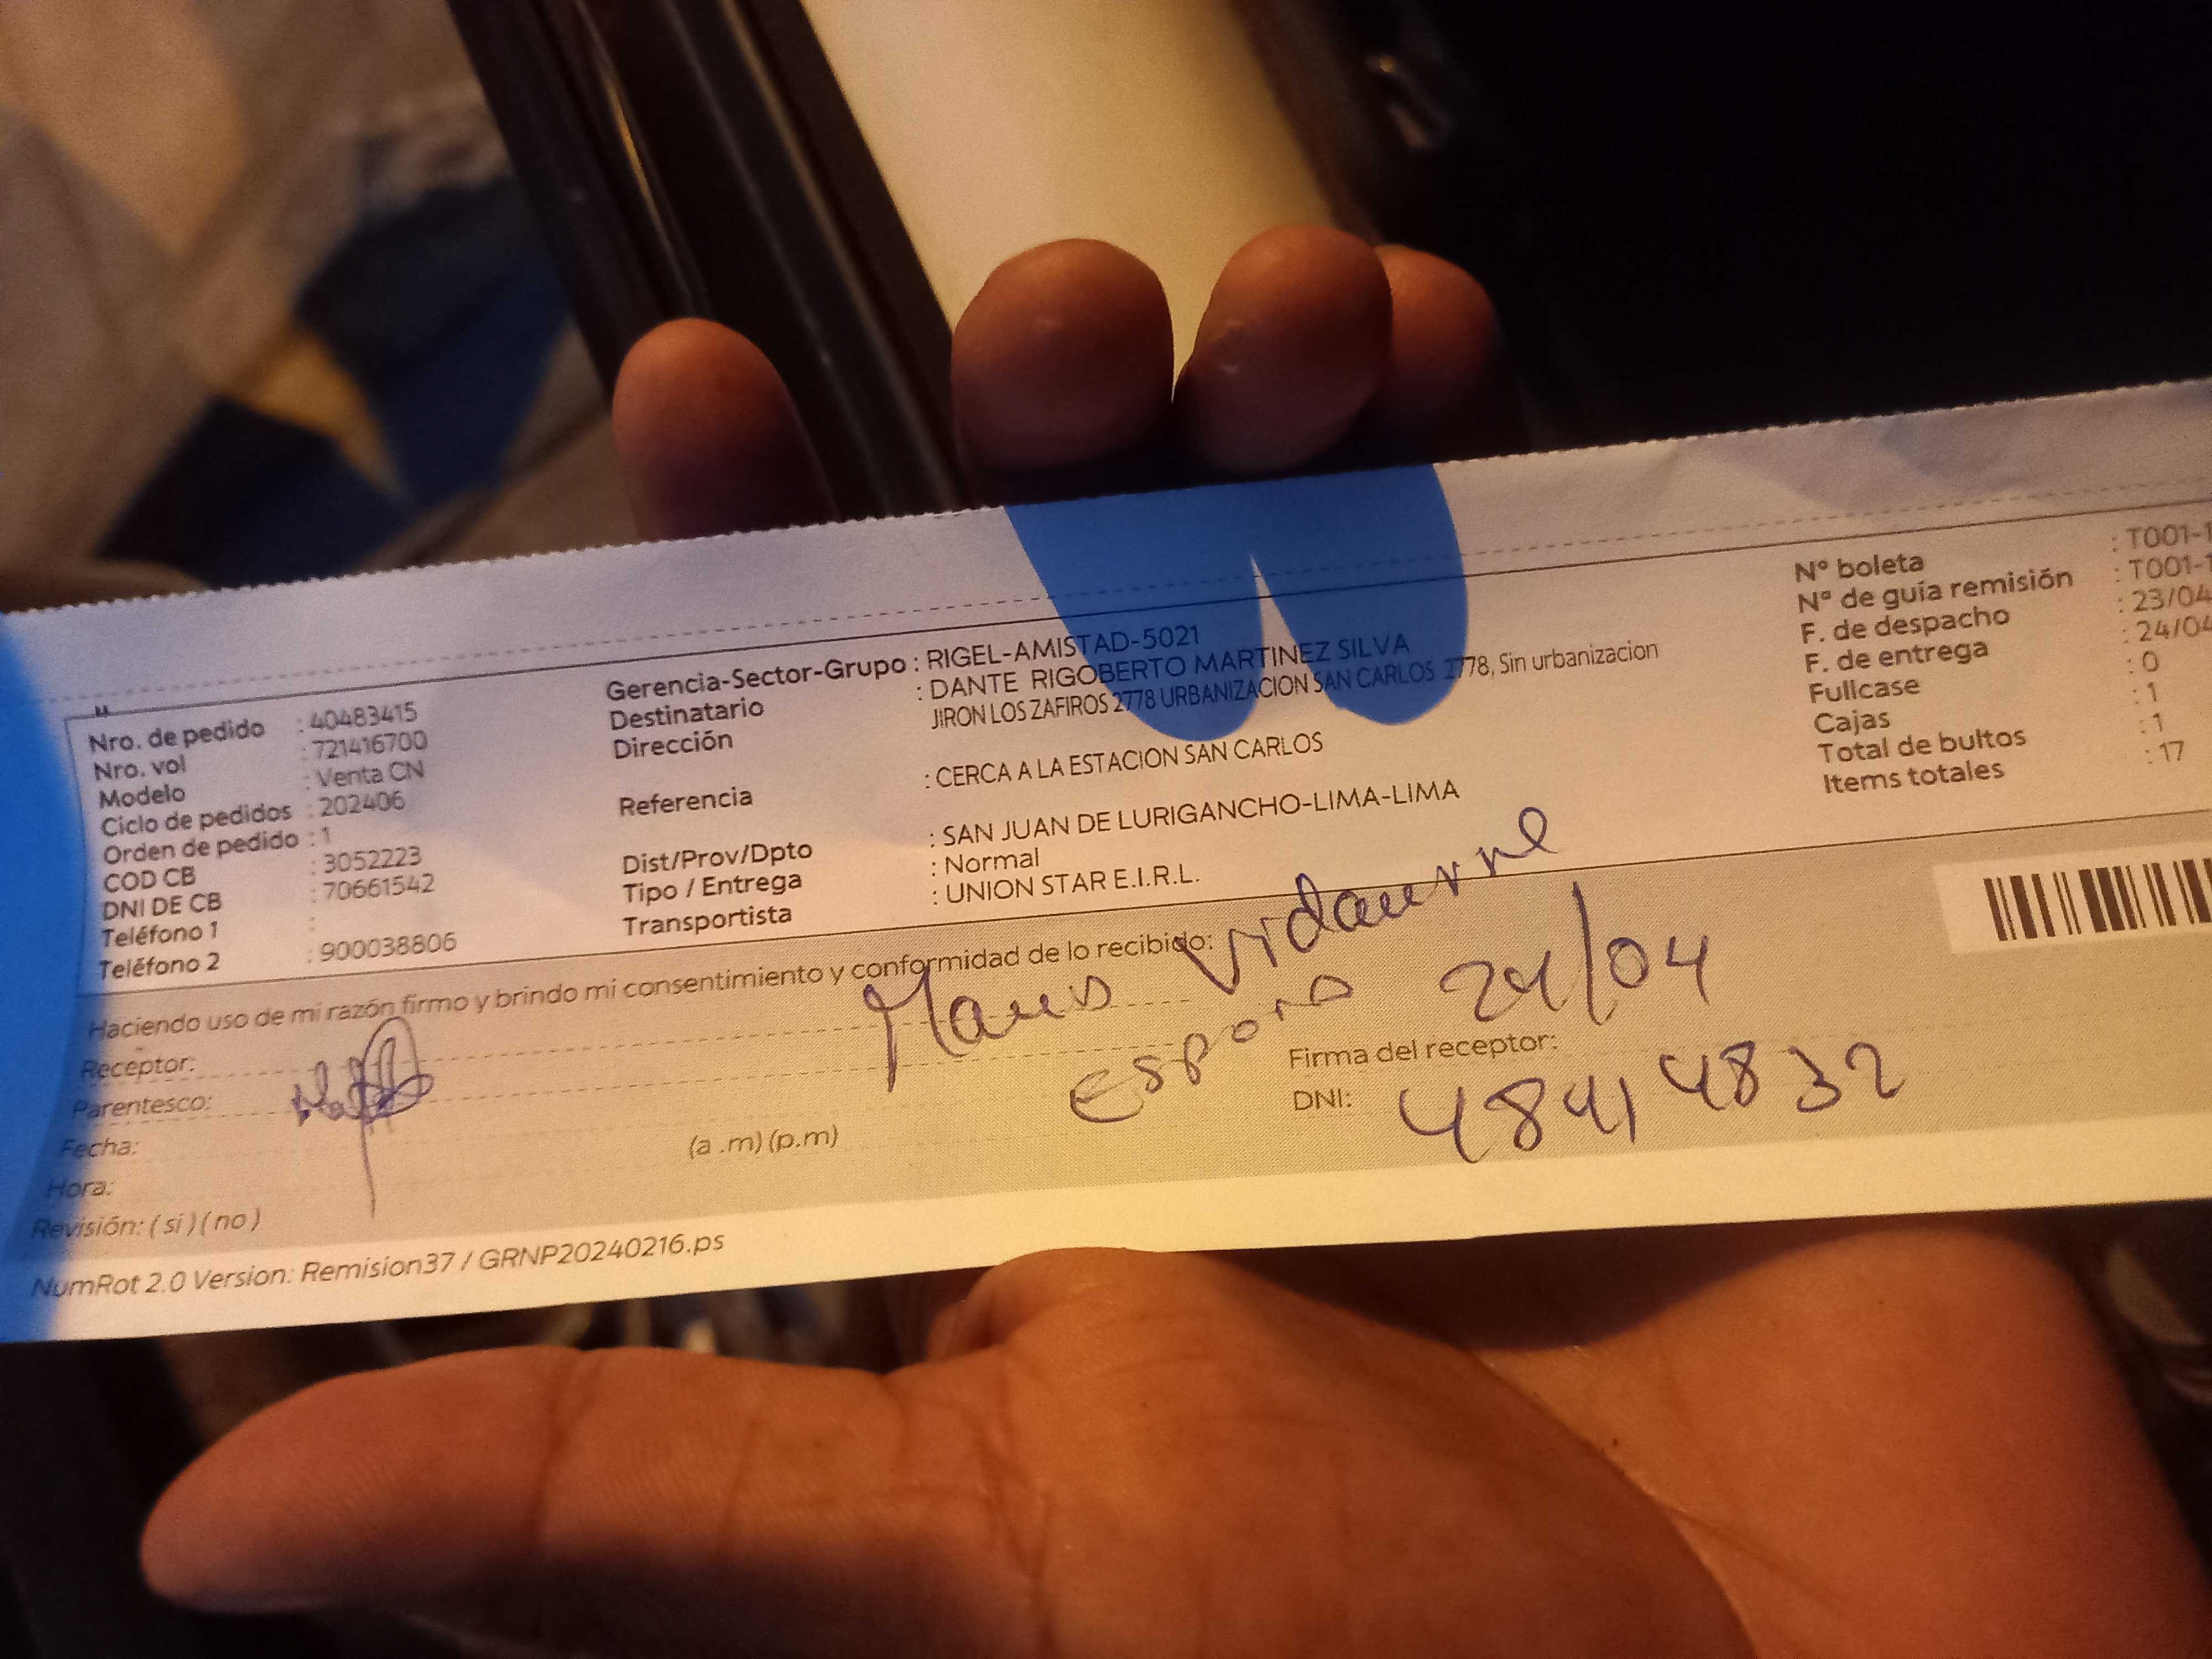 Nro. de pedido : 40483415
Nro. vol : 721416700
Modelo : Venta CN
Ciclo de pedidos : 202406
Orden de pedido : 1
COD CB : 3052223
DNI DE CB : 70661542
Teléfono 1 :
Teléfono 2 : 900038806
Gerencia-Sector-Grupo : RIGEL-AMISTAD-5021
Destinatario : DANTE RIGOBERTO MARTINEZ SILVA
Dirección JIRON LOS ZAFIROS 2778 URBANIZACION SAN CARLOS 2778, Sin urbanizacion
Referencia : CERCA A LA ESTACION SAN CARLOS
Dist/Prov/Dpto : SAN JUAN DE LURIGANCHO-LIMA-LIMA
Tipo / Entrega : Normal
Transportista : UNION STAR E.I.R.L.
N° boleta : T001-1
Nº de guía remisión : T001-1
F. de despacho : 23/04
F. de entrega : 24/04
Fullcase : 0
Cajas : 1
Total de bultos : 1
Items totales : 17
Haciendo uso de mi razón firmo y brindo mi consentimiento y conformidad de lo recibido:
Receptor:
Vidaurre
Parentesco:
24/04
Fecha:
Hora: (a .m) (p.m)
Firma del receptor:
DNI: 48414832
Revisión: ( si ) ( no )
NumRot 2.0 Version: Remision37 / GRNP20240216.ps